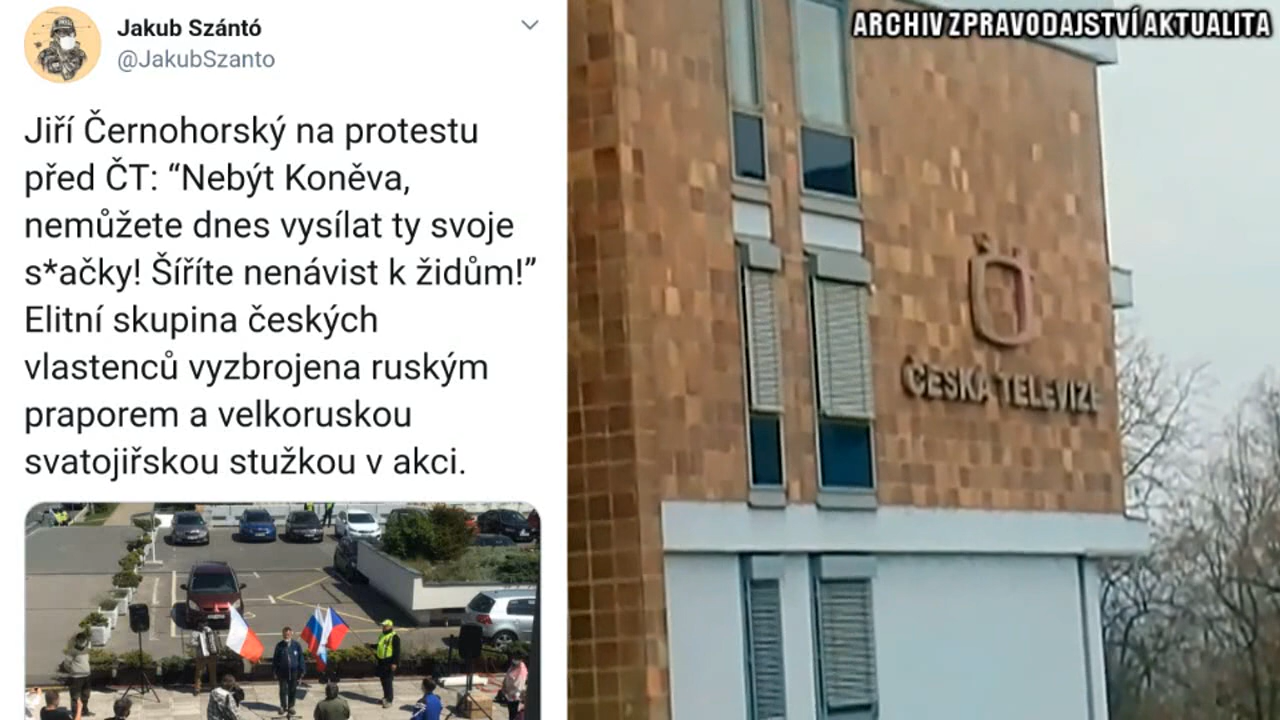 Jakub Szántó
@JakubSzanto
Jiří Černohorský na protestu
před ČT: “Nebýt Koněva,
nemůžete dnes vysílat ty svoje
s*ačky! Šíříte nenávist k židům!”
Elitní skupina českých
vlastenců vyzbrojena ruským
praporem a velkoruskou
svatojiřskou stužkou v akci.
ARCHIV ZPRAVODAJSTVÍ AKTUALITA
ČESKÁ TELEVIZE